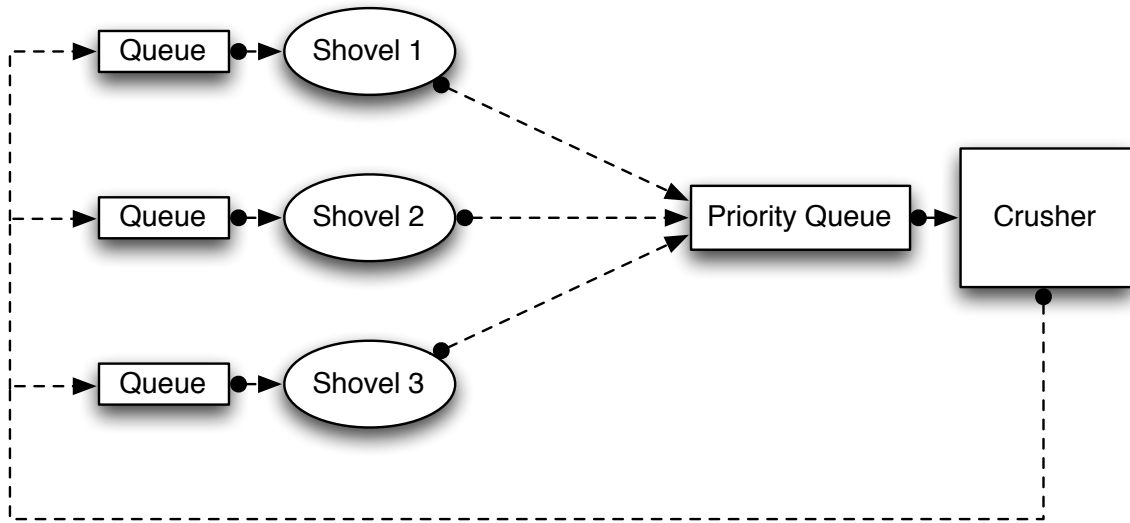 Queue
Shovel 1
Queue
Shovel 2
Priority Queue
Crusher
Queue
Shovel 3